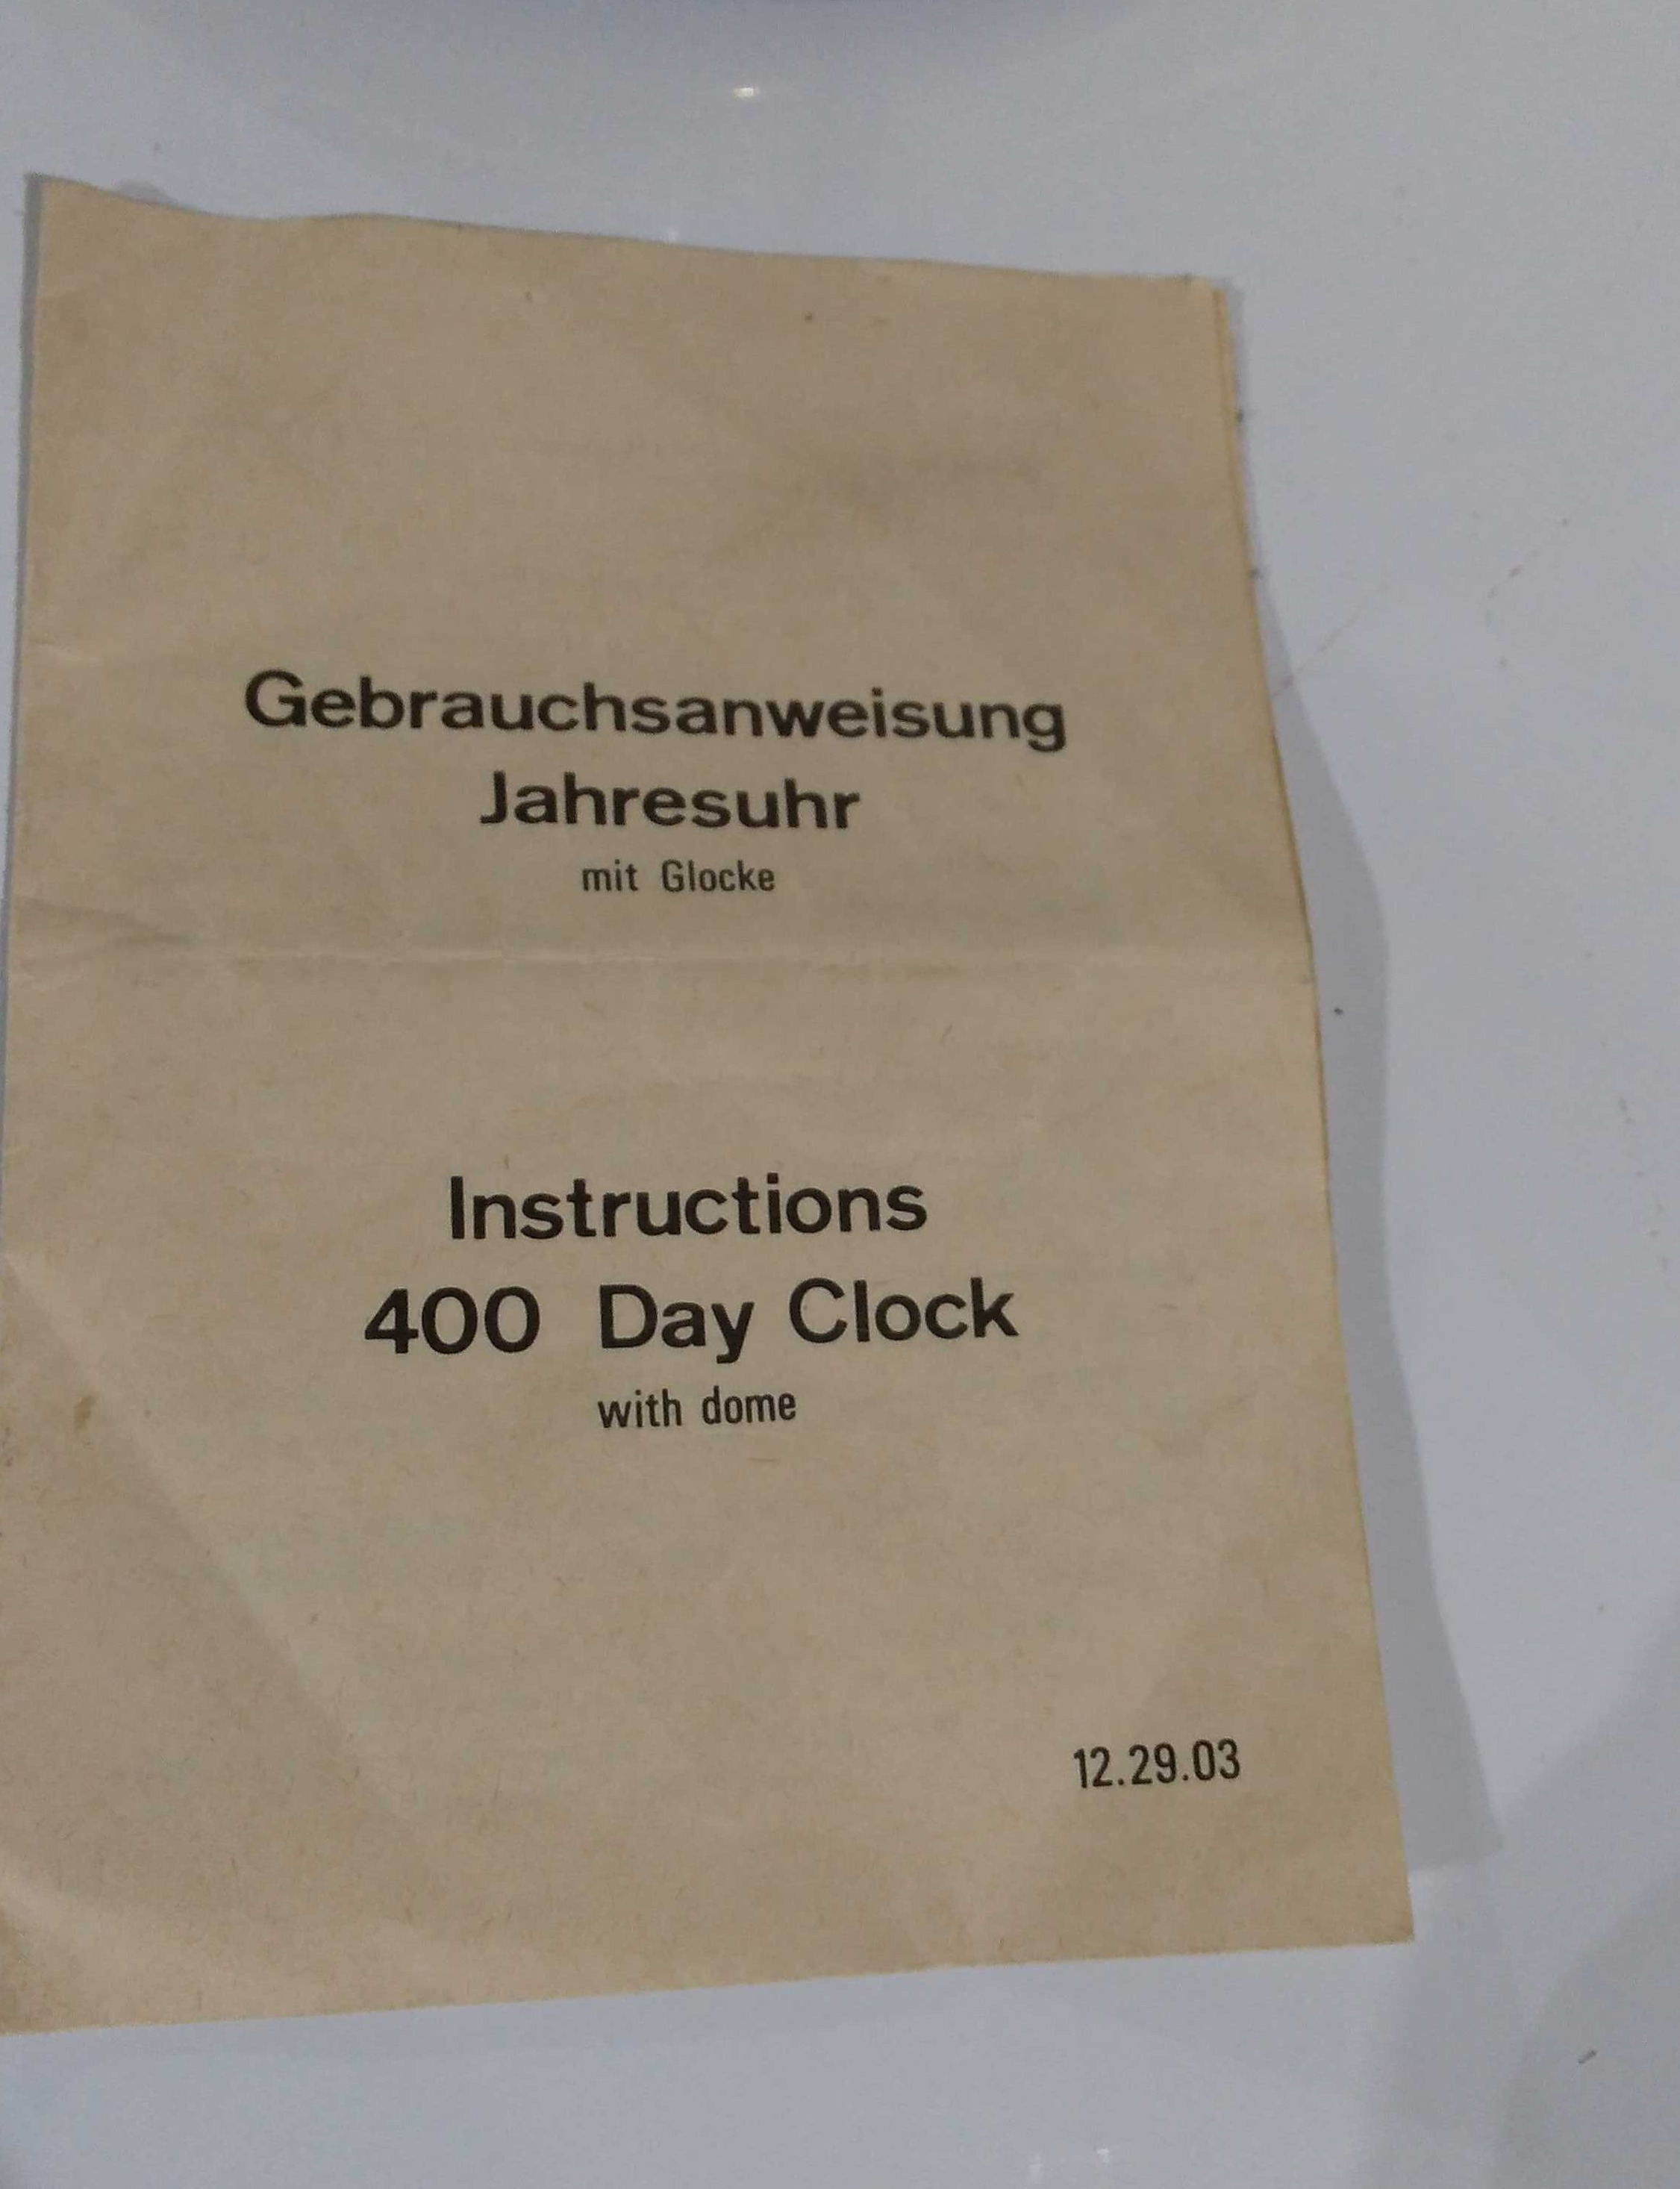 Gebrauchsanweisung
Jahresuhr
mit Glocke
Instructions
400 Day Clock
with dome
12.29.03